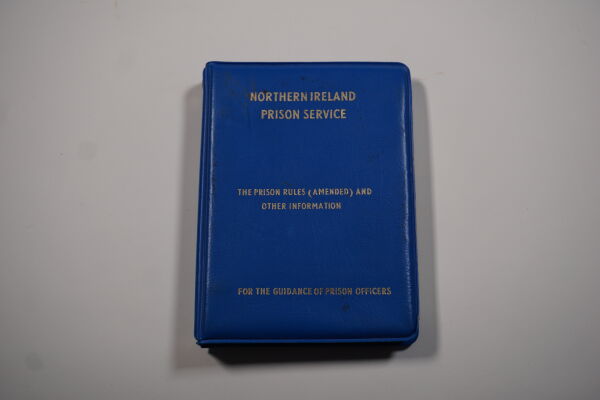 NORTHERN IRELAND
PRISON SERVICE
THE PRISON RULES (AMENDED) AND
OTHER INFORMATION
FOR THE GUIDANCE OF PRISON OFFICERS